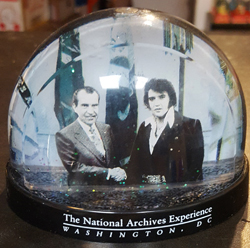 The National Archives Experience
WASHINGTON, DC